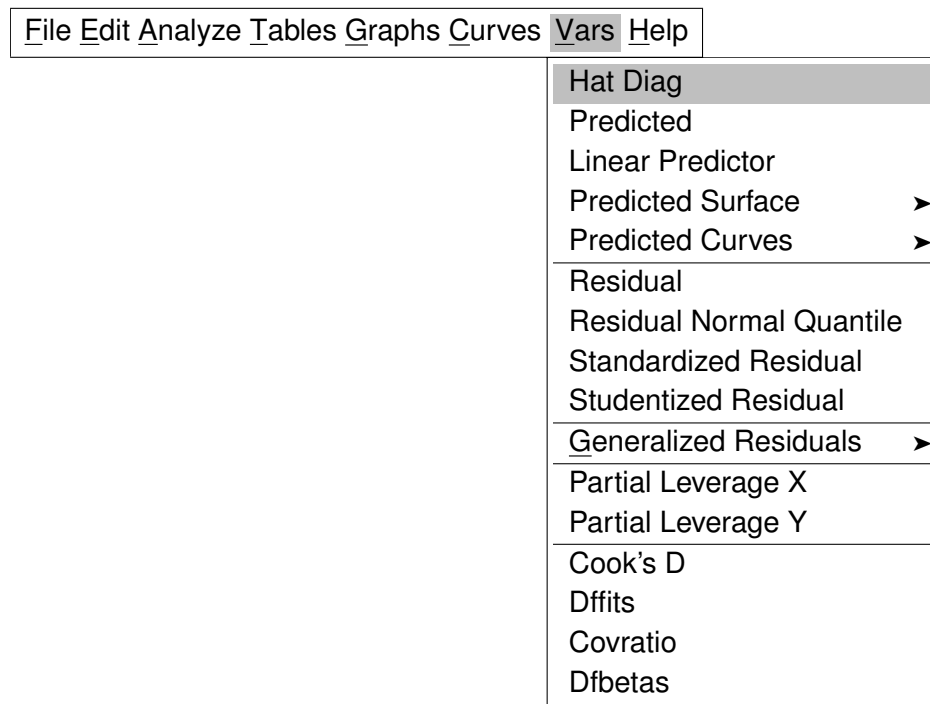 File Edit Analyze Tables Graphs Curves Vars Help
Hat Diag
Predicted
Linear Predictor
Predicted Surface ➤
Predicted Curves ➤
Residual
Residual Normal Quantile
Standardized Residual
Studentized Residual
Generalized Residuals ➤
Partial Leverage X
Partial Leverage Y
Cook's D
Dffits
Covratio
Dfbetas